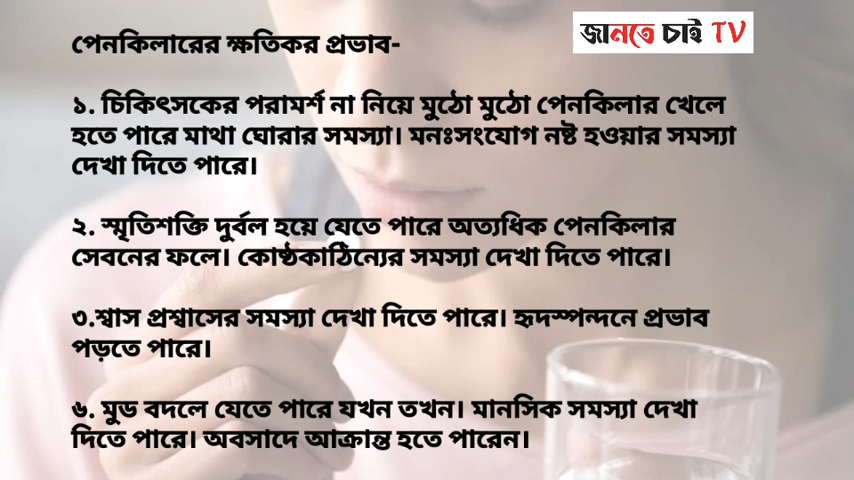 জানতে চাই TV
পেনকিলারের ক্ষতিকর প্রভাব-
১. চিকিৎসকের পরামর্শ না নিয়ে মুঠো মুঠো পেনকিলার খেলে
হতে পারে মাথা ঘোরার সমস্যা। মনঃসংযোগ নষ্ট হওয়ার সমস্যা
দেখা দিতে পারে।
২. স্মৃতিশক্তি দুর্বল হয়ে যেতে পারে অত্যধিক পেনকিলার
সেবনের ফলে। কোষ্ঠকাঠিন্যের সমস্যা দেখা দিতে পারে।
৩.শ্বাস প্রশ্বাসের সমস্যা দেখা দিতে পারে। হৃদস্পন্দনে প্রভাব
পড়তে পারে।
৬. মুড বদলে যেতে পারে যখন তখন। মানসিক সমস্যা দেখা
দিতে পারে। অবসাদে আক্রান্ত হতে পারেন।